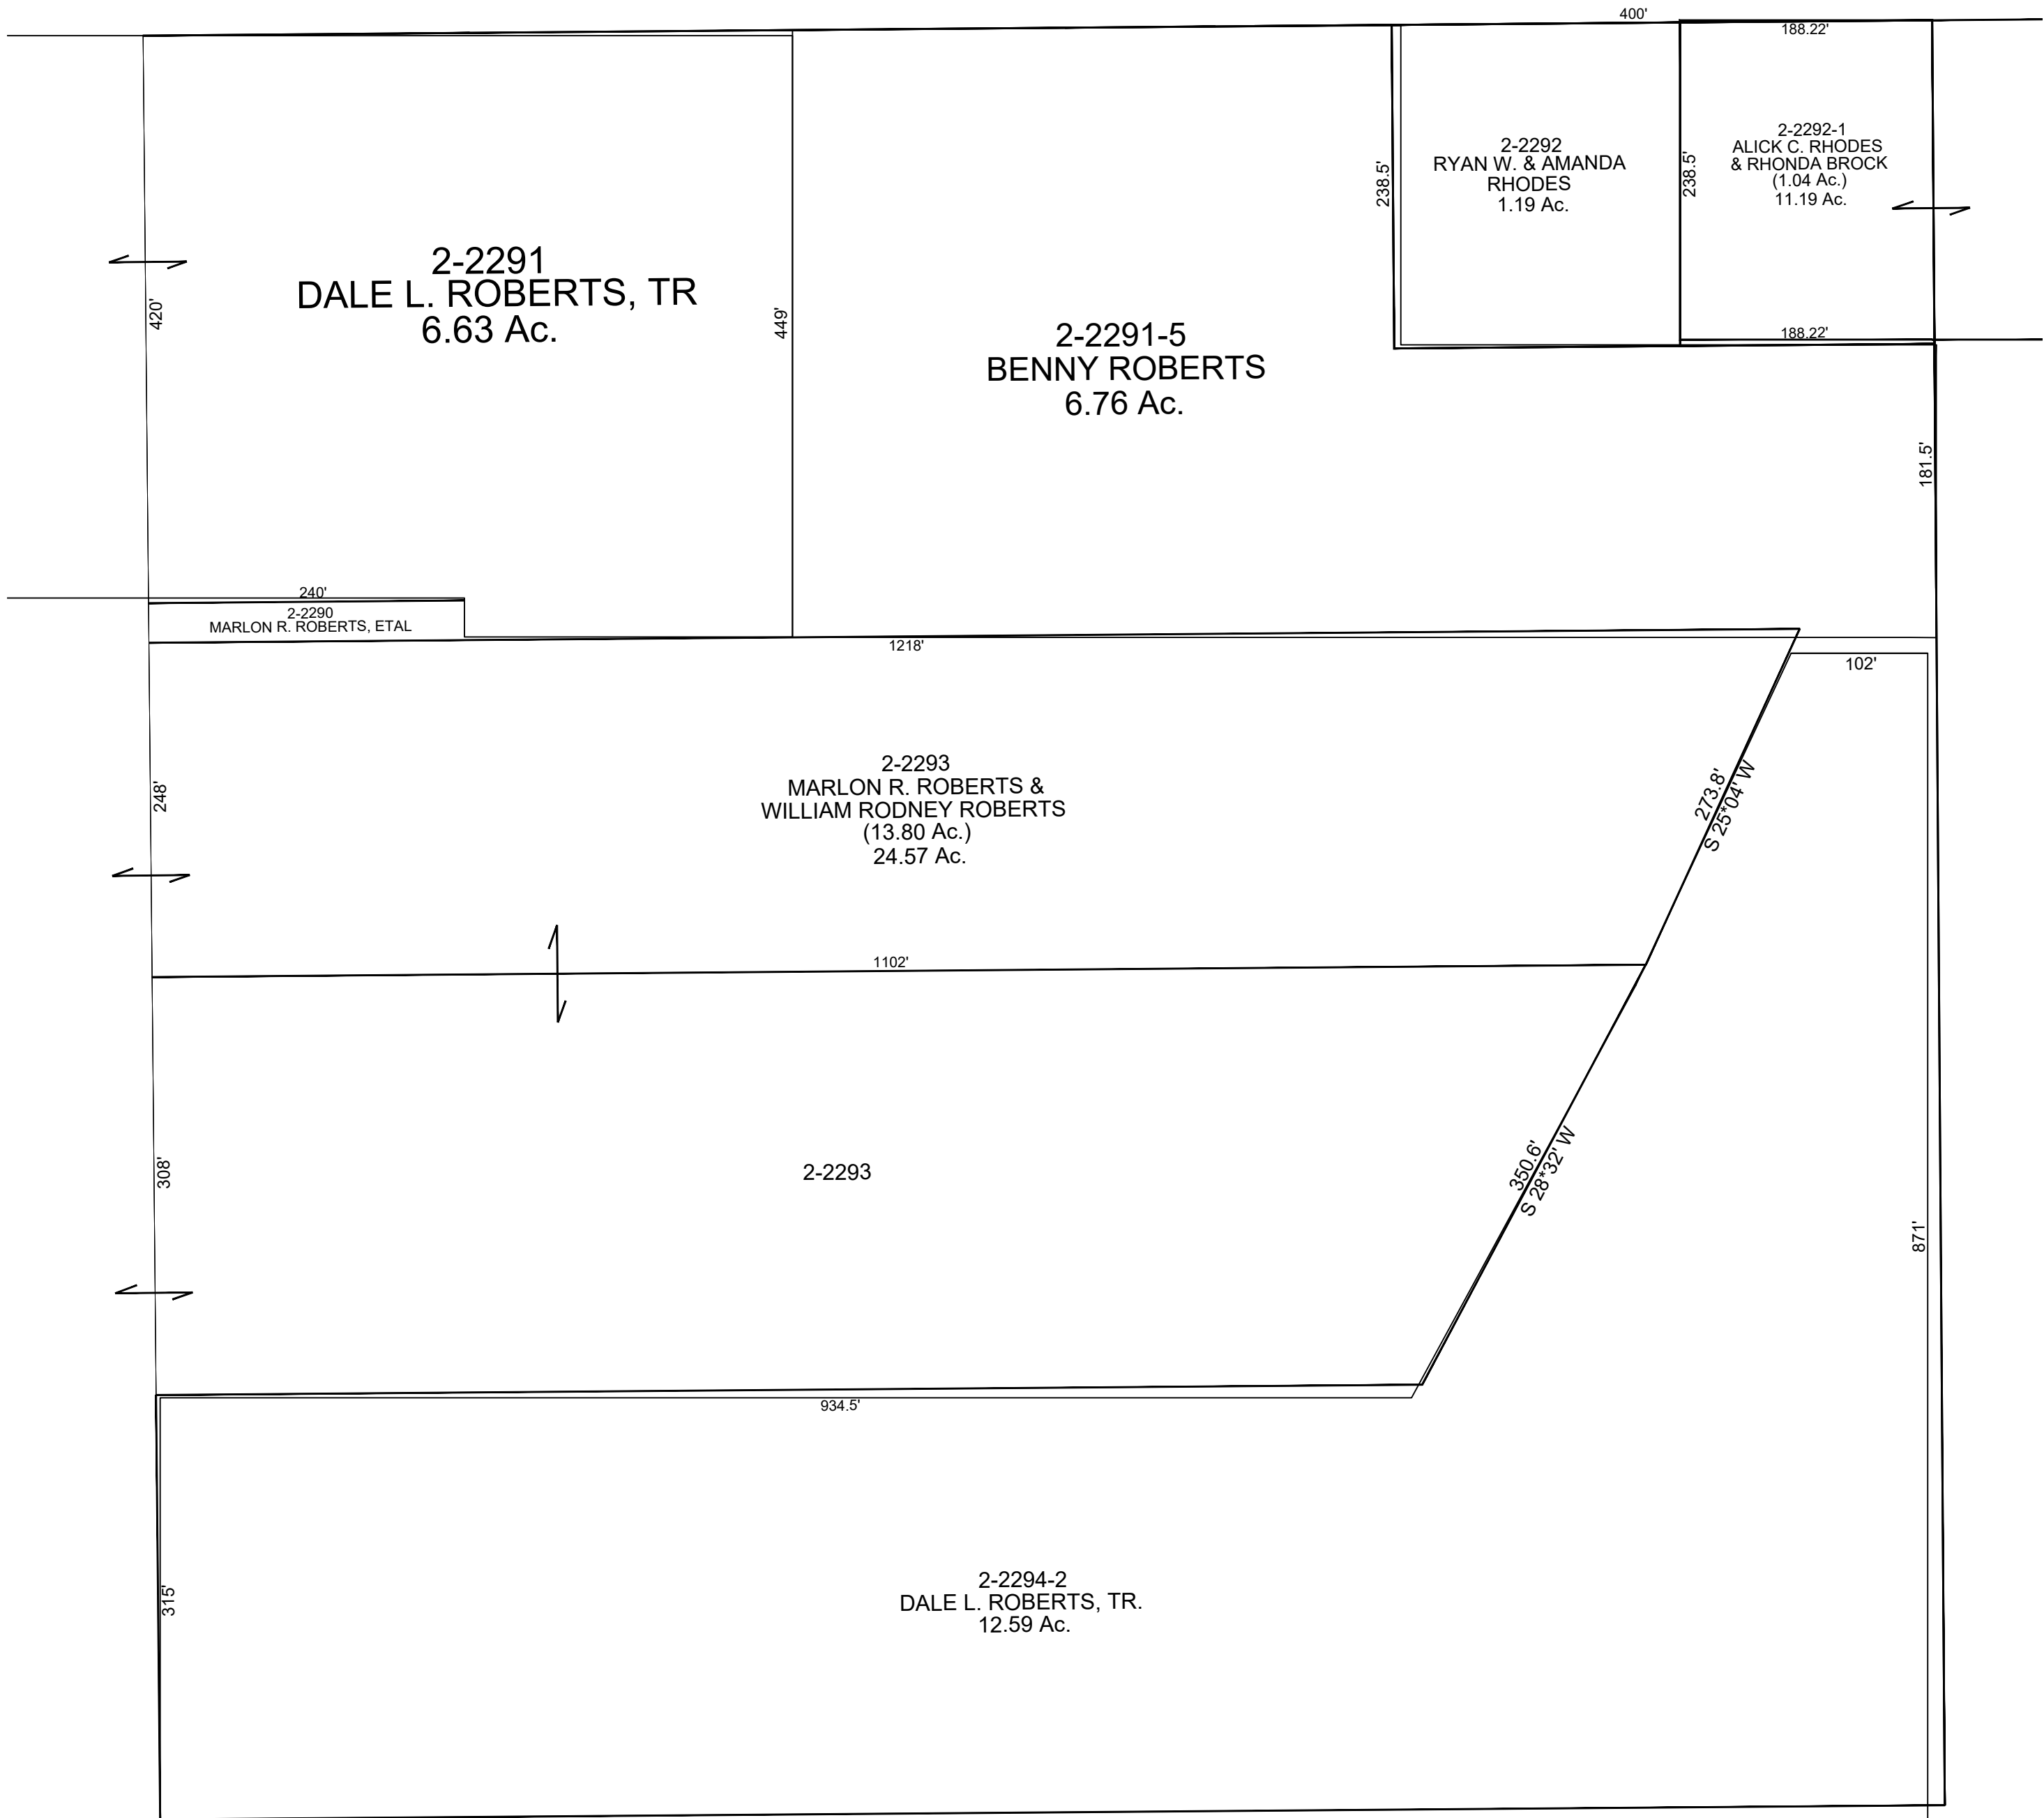 400'
188.22'
2-2292
RYAN W. & AMANDA
RHODES
1.19 Ac.
2-2292-1
ALICK C. RHODES
& RHONDA BROCK
(1.04 Ac.)
11.19 Ac.
238.5'
238.5'
2-2291
DALE L. ROBERTS, TR
6.63 Ac.
420'
449'
2-2291-5
BENNY ROBERTS
6.76 Ac.
188.22'
181.5'
240'
2-2290
MARLON R. ROBERTS, ETAL
1218'
102'
2-2293
MARLON R. ROBERTS &
WILLIAM RODNEY ROBERTS
(13.80 Ac.)
24.57 Ac.
248'
273.8'
S 25*04' W
1102'
308'
2-2293
350.6'
S 28*32' W
871'
934.5'
315'
2-2294-2
DALE L. ROBERTS, TR.
12.59 Ac.